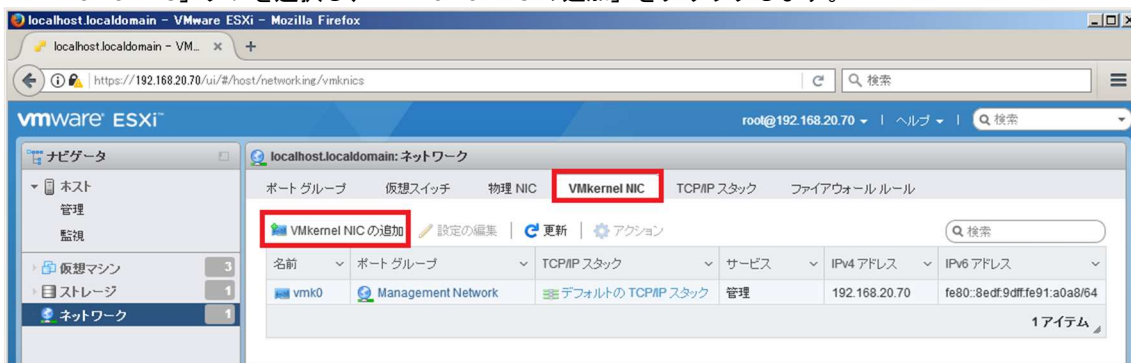 localhost.localdomain - VMware ESXi - Mozilla Firefox
localhost.localdomain - VM... × +
https://192.168.20.70/ui/#/host/networking/vmknics 検索
vmware ESXi root@192.168.20.70 | ヘルプ | 検索
ナビゲータ
localhost.localdomain: ネットワーク
ホスト
管理
監視
仮想マシン 3
ストレージ 1
ネットワーク 1
ポート グループ 仮想スイッチ 物理 NIC VMkernel NIC TCP/IP スタック ファイアウォール ルール
VMkernel NIC の追加 設定の編集 | 更新 | アクション 検索
名前 ポート グループ TCP/IP スタック サービス IPv4 アドレス IPv6 アドレス
vmk0 Management Network デフォルトの TCP/IP スタック 管理 192.168.20.70 fe80::8edf:9dff:fe91:a0a8/64
1 アイテム